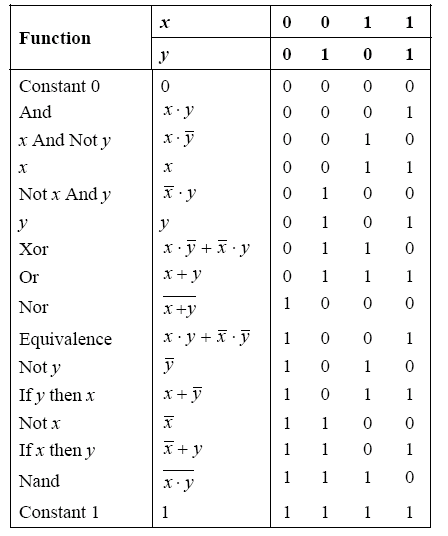 Function x 0 0 1 1
y 0 1 0 1
Constant 0 0 0 0 0 0
And x · y 0 0 0 1
x And Not y x · y̅ 0 0 1 0
x x 0 0 1 1
Not x And y x̅ · y 0 1 0 0
y y 0 1 0 1
Xor x · y̅ + x̅ · y 0 1 1 0
Or x + y 0 1 1 1
Nor x̅+̅y̅ 1 0 0 0
Equivalence x · y + x̅ · y̅ 1 0 0 1
Not y y̅ 1 0 1 0
If y then x x + y̅ 1 0 1 1
Not x x̅ 1 1 0 0
If x then y x̅ + y 1 1 0 1
Nand x̅ ·̅ y̅ 1 1 1 0
Constant 1 1 1 1 1 1